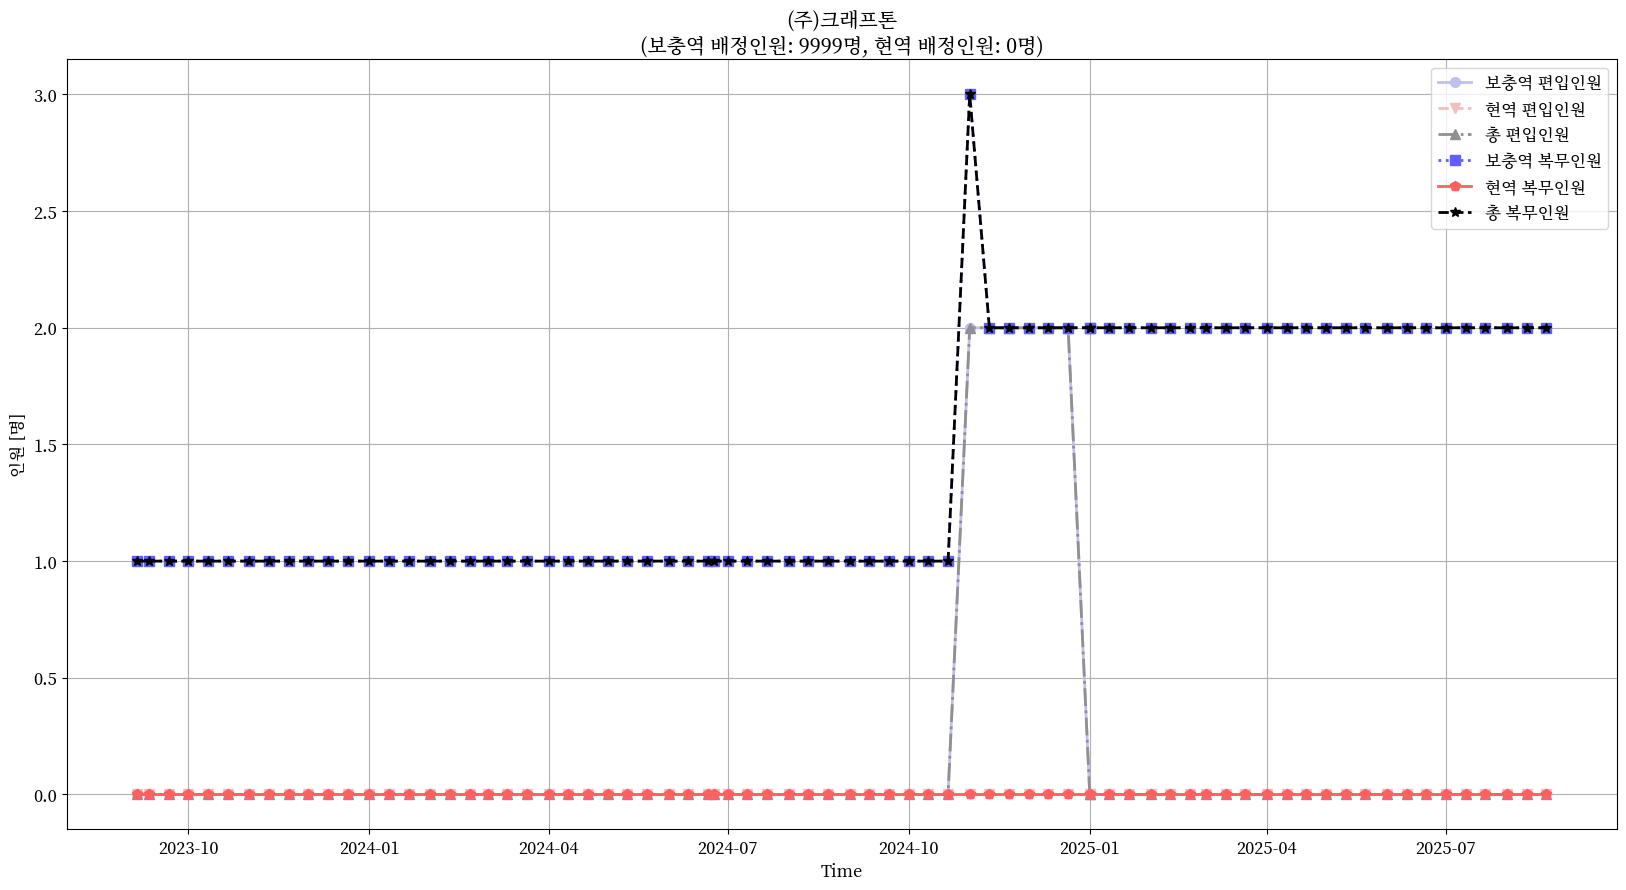 (주)크래프톤
(보충역 배정인원: 9999명, 현역 배정인원: 0명)
보충역 편입인원
현역 편입인원
총 편입인원
보충역 복무인원
현역 복무인원
총 복무인원
인원 [명]
3.0
2.5
2.0
1.5
1.0
0.5
0.0
2023-10
2024-01
2024-04
2024-07
2024-10
2025-01
2025-04
2025-07
Time